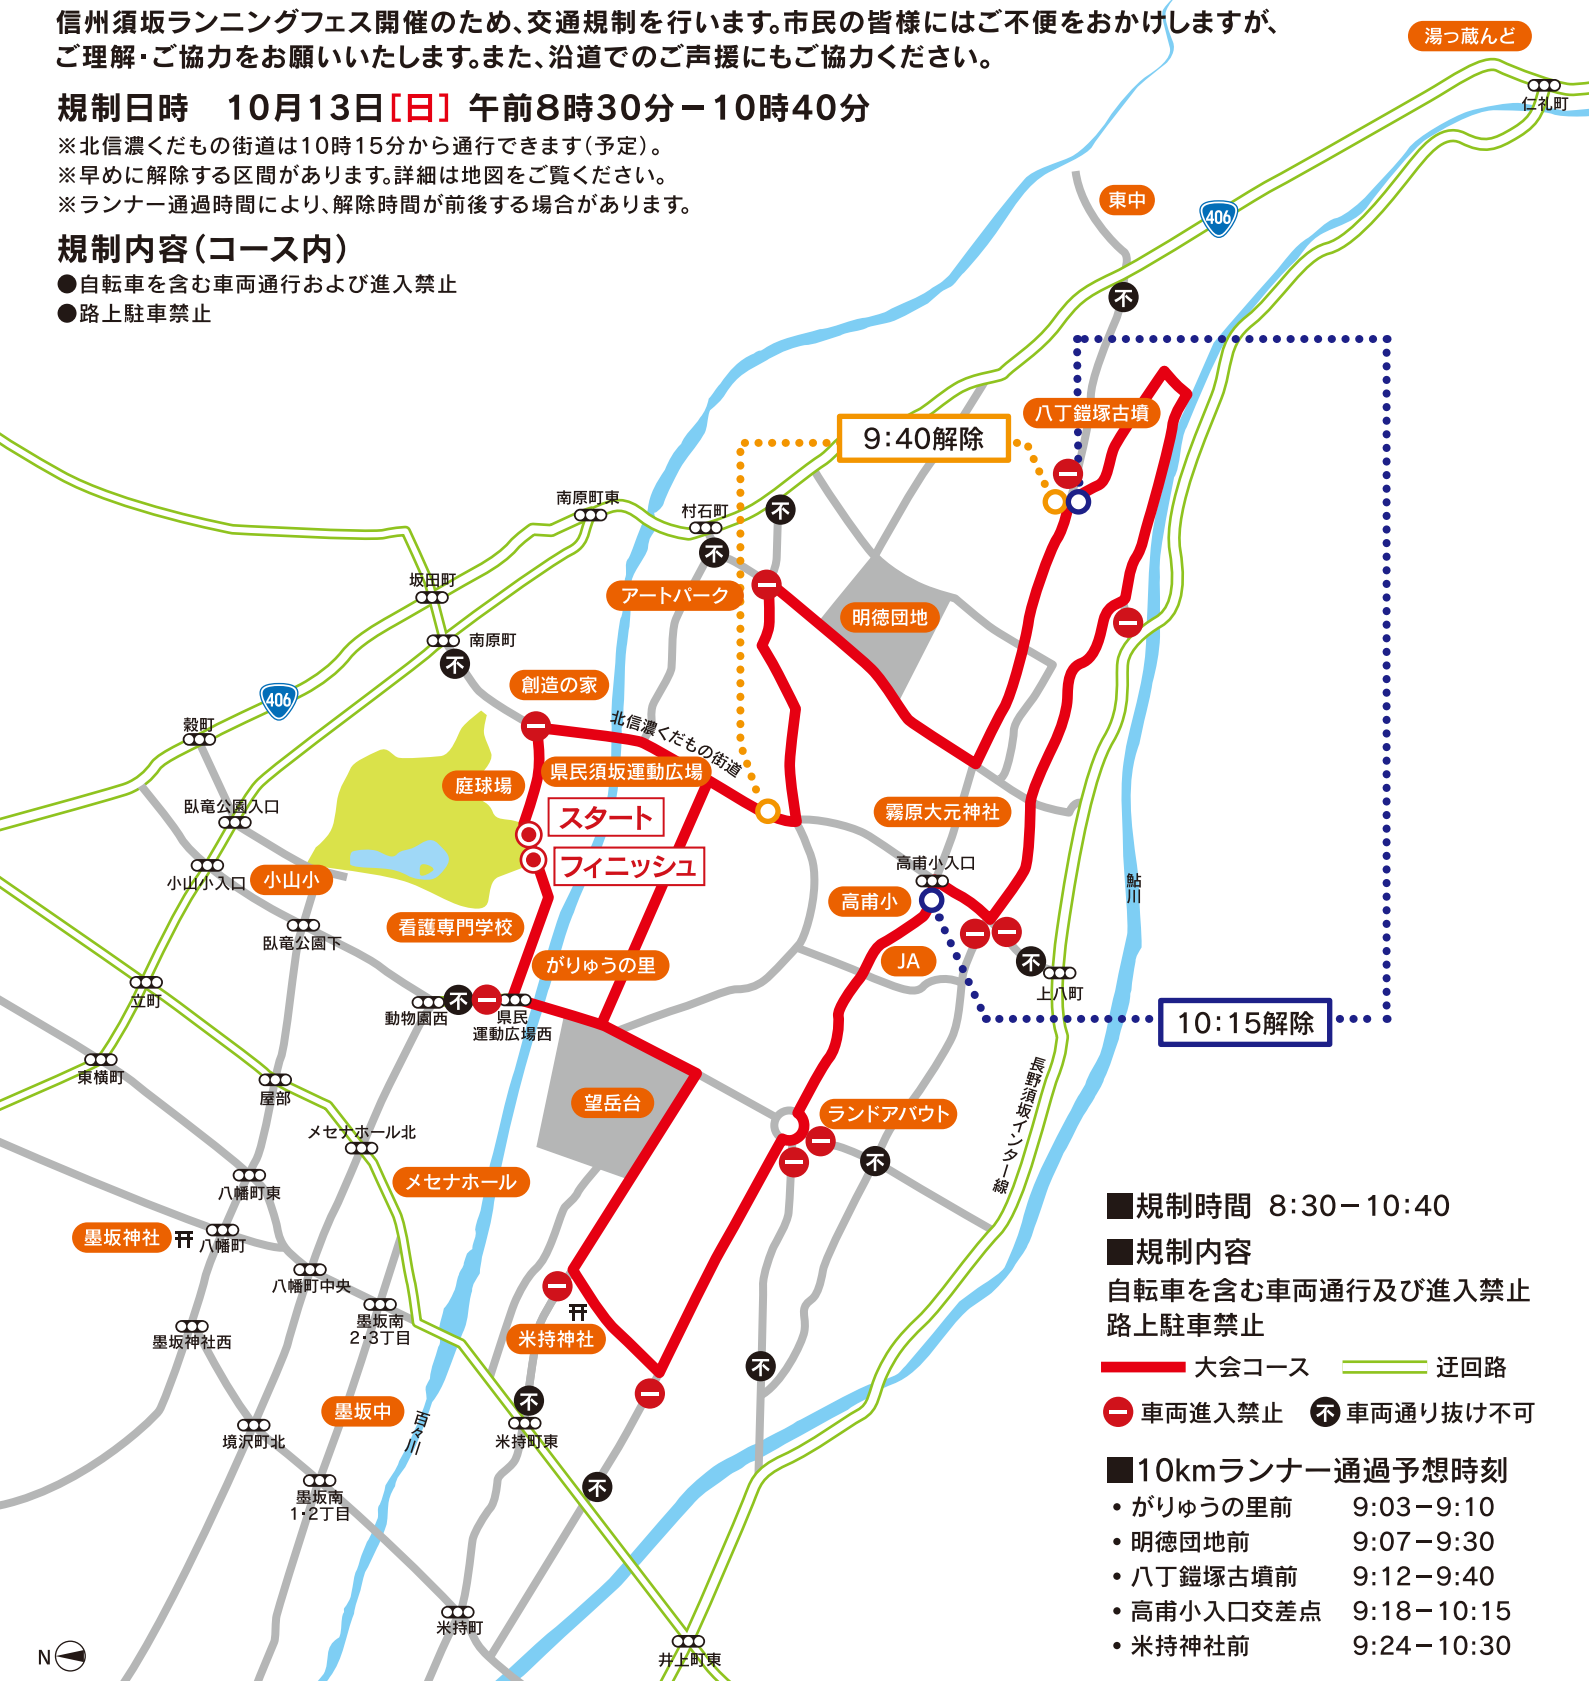 信州須坂ランニングフェス開催のため、交通規制を行います。市民の皆様にはご不便をおかけしますが、
ご理解・ご協力をお願いいたします。また、沿道でのご声援にもご協力ください。
規制日時　10月13日[日] 午前8時30分－10時40分
※北信濃くだもの街道は10時15分から通行できます（予定）。
※早めに解除する区間があります。詳細は地図をご覧ください。
※ランナー通過時間により、解除時間が前後する場合があります。
規制内容（コース内）
●自転車を含む車両通行および進入禁止
●路上駐車禁止
湯っ蔵んど
仁礼町
東中
406
不
八丁鎧塚古墳
9:40解除
南原町東
村石町
不
不
坂田町
アートパーク
明徳団地
南原町
不
創造の家
406
北信濃くだもの街道
穀町
庭球場
県民須坂運動広場
スタート
フィニッシュ
臥竜公園入口
霧原大元神社
高甫小入口
小山小入口
小山小
高甫小
鮎川
看護専門学校
臥竜公園下
がりゅうの里
JA
不
上八町
立町
動物園西
不
県民
運動広場西
10:15解除
東横町
屋部
望岳台
ランドアバウト
長野須坂インター線
メセナホール北
不
メセナホール
八幡町東
墨坂神社
八幡町
八幡町中央
墨坂神社西
墨坂南
2・3丁目
米持神社
不
不
墨坂中
百々川
境沢町北
米持町東
不
墨坂南
1・2丁目
米持町
井上町東
N
■規制時間 8:30－10:40
■規制内容
自転車を含む車両通行及び進入禁止
路上駐車禁止
大会コース
迂回路
車両進入禁止
不 車両通り抜け不可
■10kmランナー通過予想時刻
・がりゅうの里前 9:03－9:10
・明徳団地前 9:07－9:30
・八丁鎧塚古墳前 9:12－9:40
・高甫小入口交差点 9:18－10:15
・米持神社前 9:24－10:30